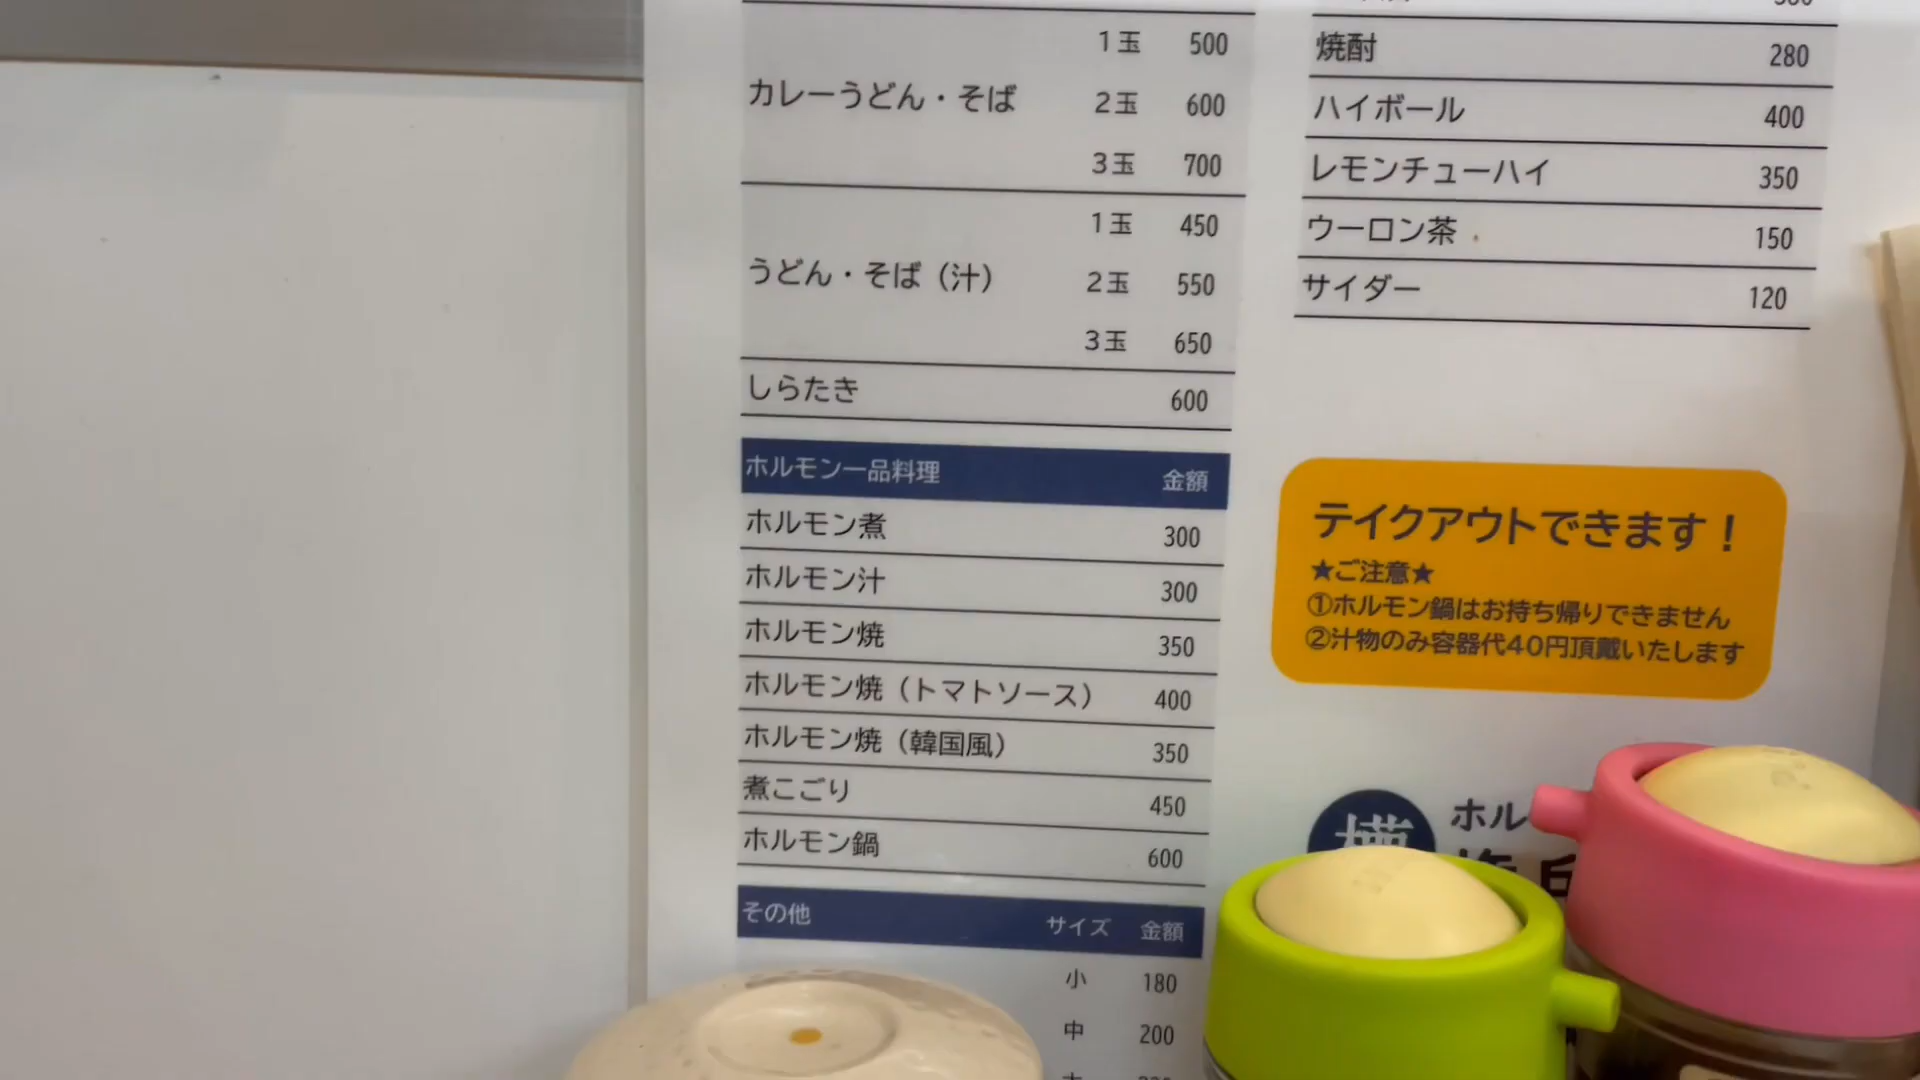 1玉 500
カレーうどん・そば 2玉 600
3玉 700
1玉 450
うどん・そば（汁） 2玉 550
3玉 650
しらたき 600
ホルモン一品料理 金額
ホルモン煮 300
ホルモン汁 300
ホルモン焼 350
ホルモン焼（トマトソース） 400
ホルモン焼（韓国風） 350
煮こごり 450
ホルモン鍋 600
その他 サイズ 金額
小 180
中 200
焼酎 280
ハイボール 400
レモンチューハイ 350
ウーロン茶 150
サイダー 120
テイクアウトできます！
★ご注意★
①ホルモン鍋はお持ち帰りできません
②汁物のみ容器代40円頂戴いたします
ホル